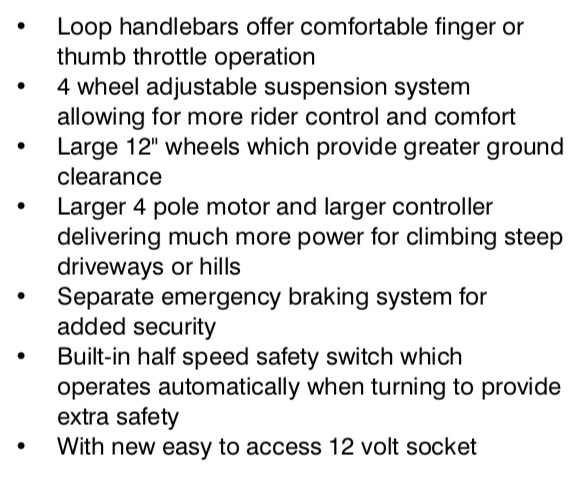 • Loop handlebars offer comfortable finger or
thumb throttle operation
• 4 wheel adjustable suspension system
allowing for more rider control and comfort
• Large 12" wheels which provide greater ground
clearance
• Larger 4 pole motor and larger controller
delivering much more power for climbing steep
driveways or hills
• Separate emergency braking system for
added security
• Built-in half speed safety switch which
operates automatically when turning to provide
extra safety
• With new easy to access 12 volt socket